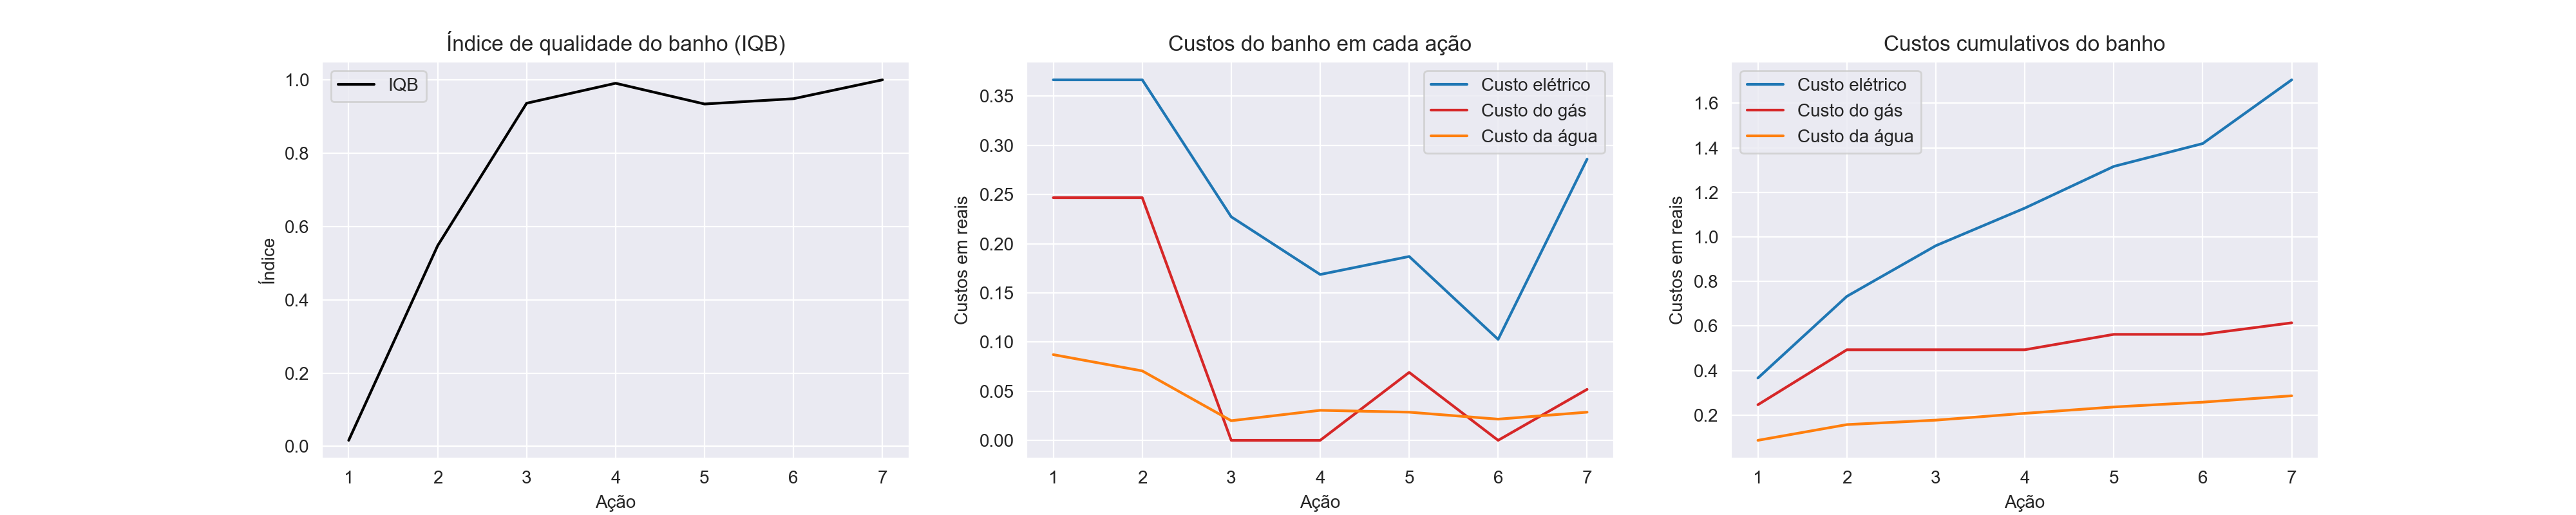 Índice de qualidade do banho (IQB)
IQB
1.0
0.8
0.6
0.4
0.2
0.0
Índice
1 2 3 4 5 6 7
Ação
Custos do banho em cada ação
Custo elétrico
Custo do gás
Custo da água
0.35
0.30
0.25
0.20
0.15
0.10
0.05
0.00
Custos em reais
1 2 3 4 5 6 7
Ação
Custos cumulativos do banho
Custo elétrico
Custo do gás
Custo da água
1.6
1.4
1.2
1.0
0.8
0.6
0.4
0.2
Custos em reais
1 2 3 4 5 6 7
Ação